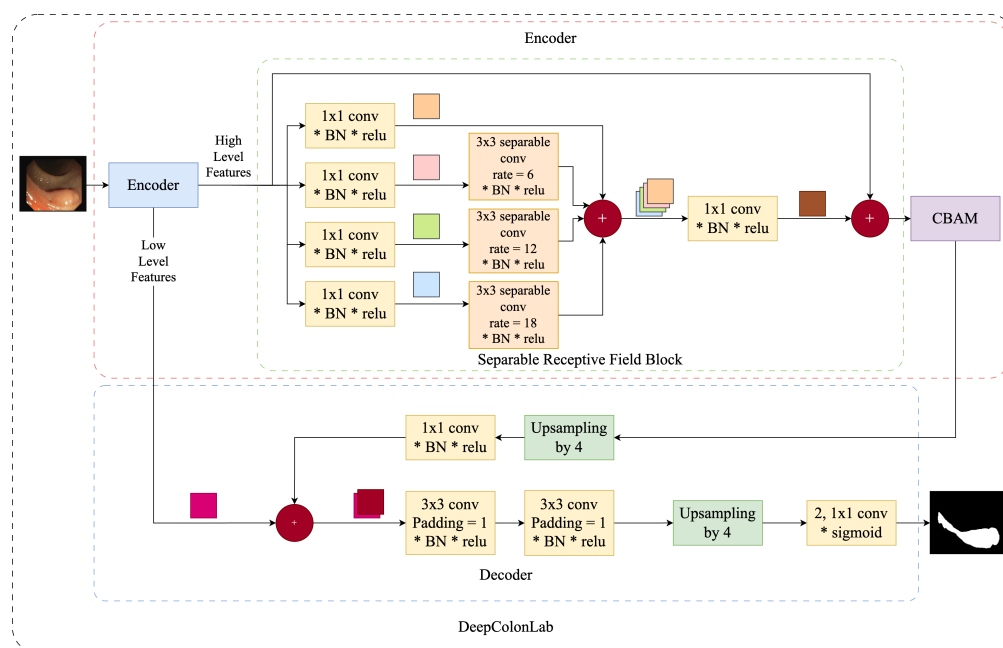 Encoder
High
Level
Features
Encoder
1x1 conv
* BN * relu
1x1 conv
* BN * relu
1x1 conv
* BN * relu
1x1 conv
* BN * relu
3x3 separable
conv
rate = 6
* BN * relu
3x3 separable
conv
rate = 12
* BN * relu
3x3 separable
conv
rate = 18
* BN * relu
+
1x1 conv
* BN * relu
+
CBAM
Separable Receptive Field Block
Low
Level
Features
1x1 conv
* BN * relu
Upsampling
by 4
+
3x3 conv
Padding = 1
* BN * relu
3x3 conv
Padding = 1
* BN * relu
Upsampling
by 4
2, 1x1 conv
* sigmoid
Decoder
DeepColonLab